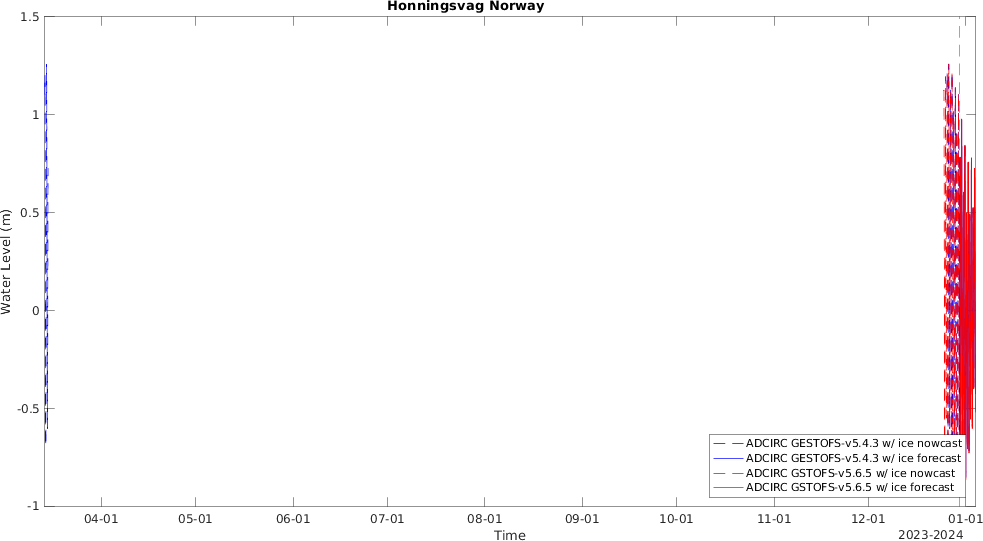 Honningsvag Norway
1.5
1
0.5
0
-0.5
-1
Water Level (m)
ADCIRC GESTOFS-v5.4.3 w/ ice nowcast
ADCIRC GESTOFS-v5.4.3 w/ ice forecast
ADCIRC GSTOFS-v5.6.5 w/ ice nowcast
ADCIRC GSTOFS-v5.6.5 w/ ice forecast
04-01 05-01 06-01 07-01 08-01 09-01 10-01 11-01 12-01 01-01
Time
2023-2024